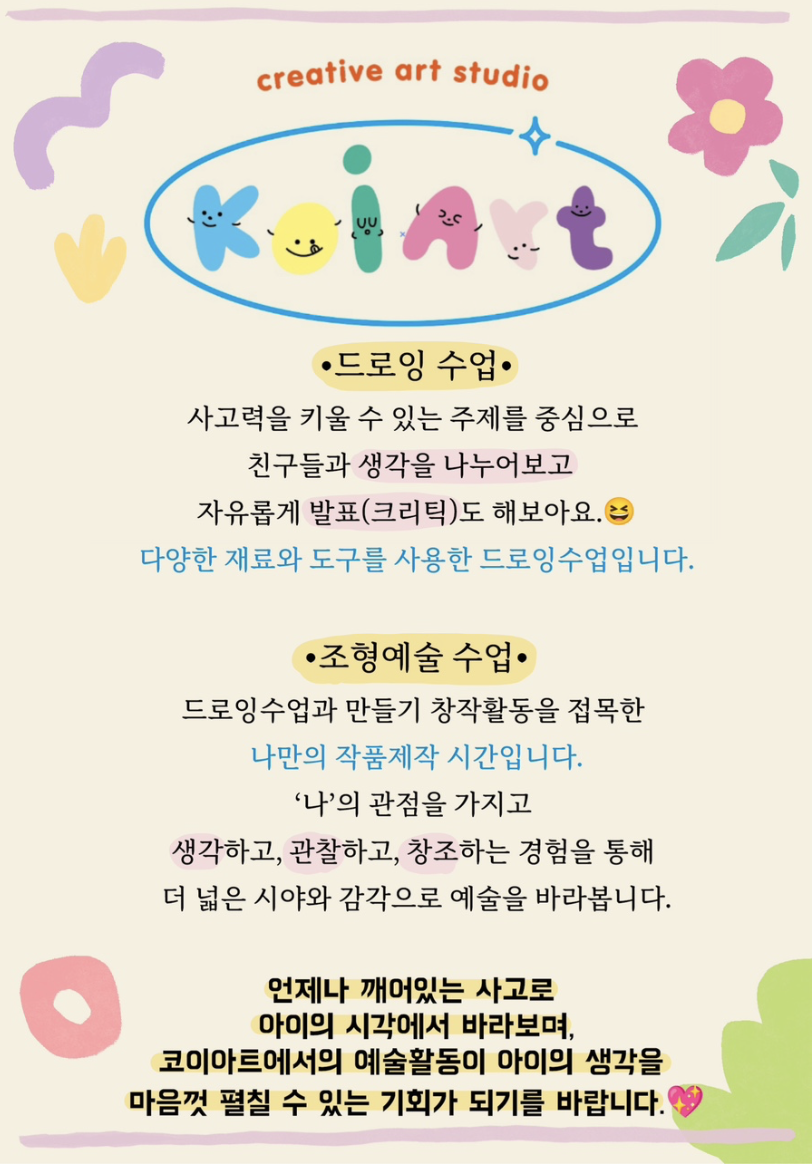 creative art studio
koiArt
•드로잉 수업•
사고력을 키울 수 있는 주제를 중심으로
친구들과 생각을 나누어보고
자유롭게 발표(크리틱)도 해보아요.😆
다양한 재료와 도구를 사용한 드로잉수업입니다.
•조형예술 수업•
드로잉수업과 만들기 창작활동을 접목한
나만의 작품제작 시간입니다.
‘나’의 관점을 가지고
생각하고, 관찰하고, 창조하는 경험을 통해
더 넓은 시야와 감각으로 예술을 바라봅니다.
언제나 깨어있는 사고로
아이의 시각에서 바라보며,
코이아트에서의 예술활동이 아이의 생각을
마음껏 펼칠 수 있는 기회가 되기를 바랍니다.💖